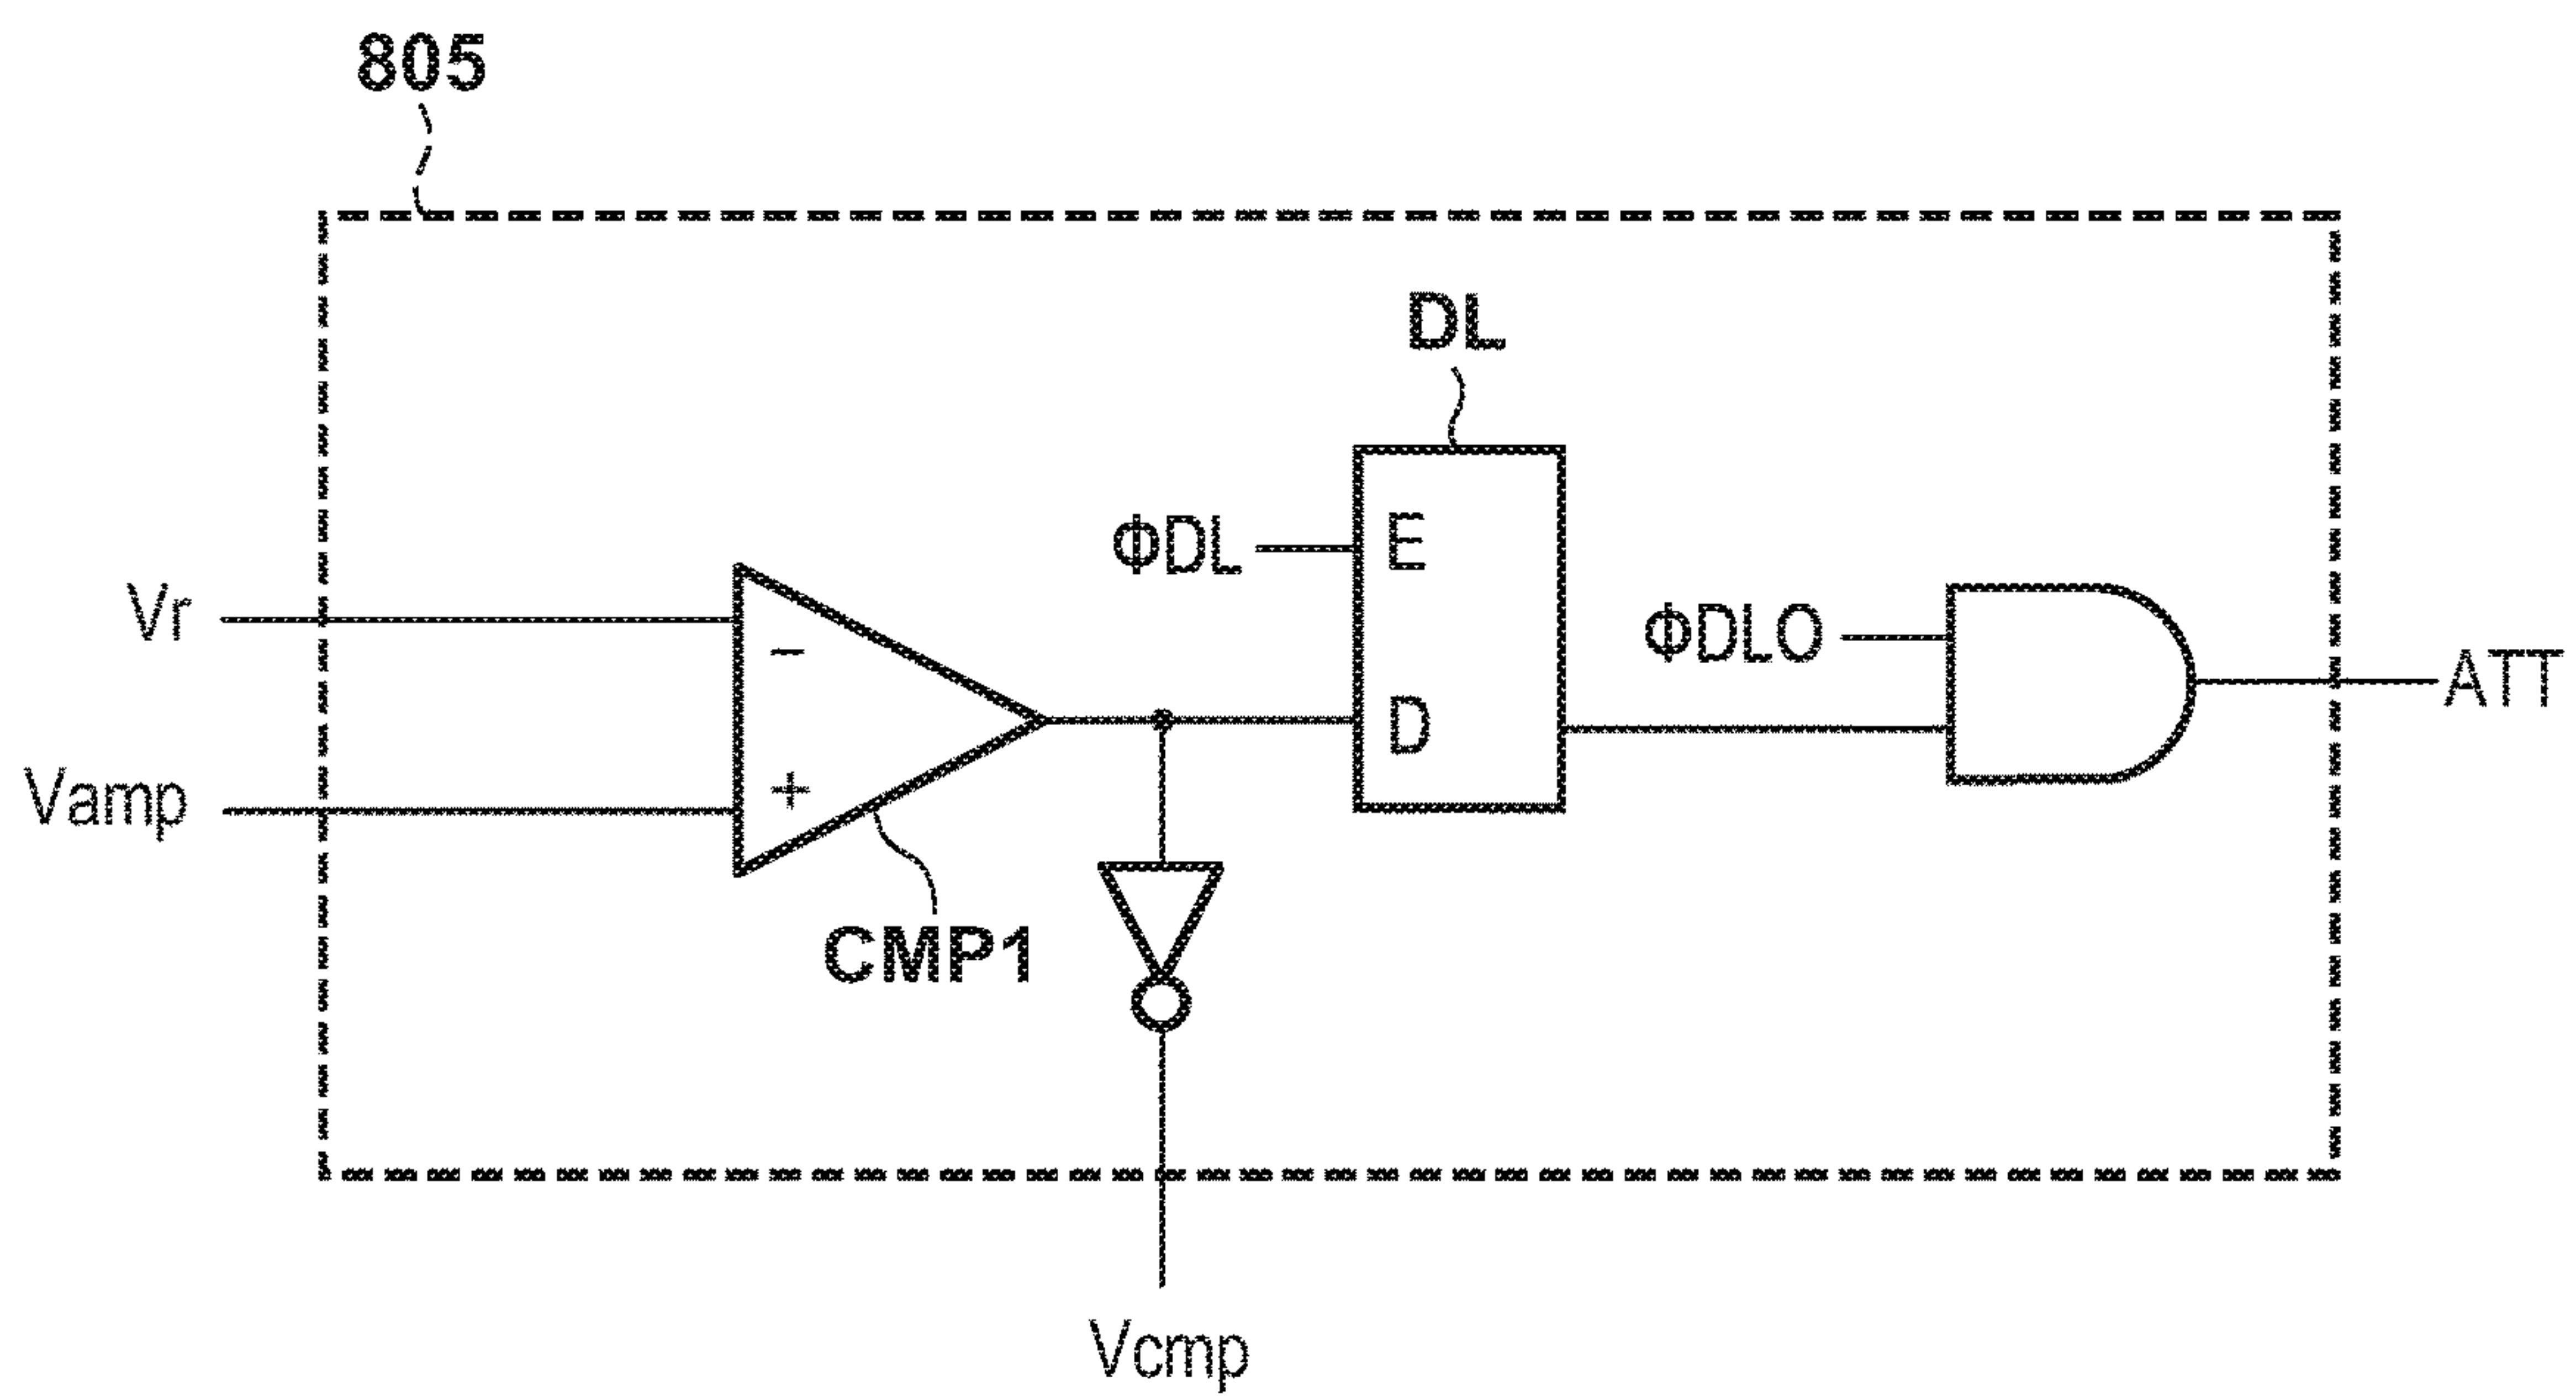 805
DL
ΦDL
E
Vr
−
ΦDLO
ATT
D
Vamp
+
CMP1
Vcmp